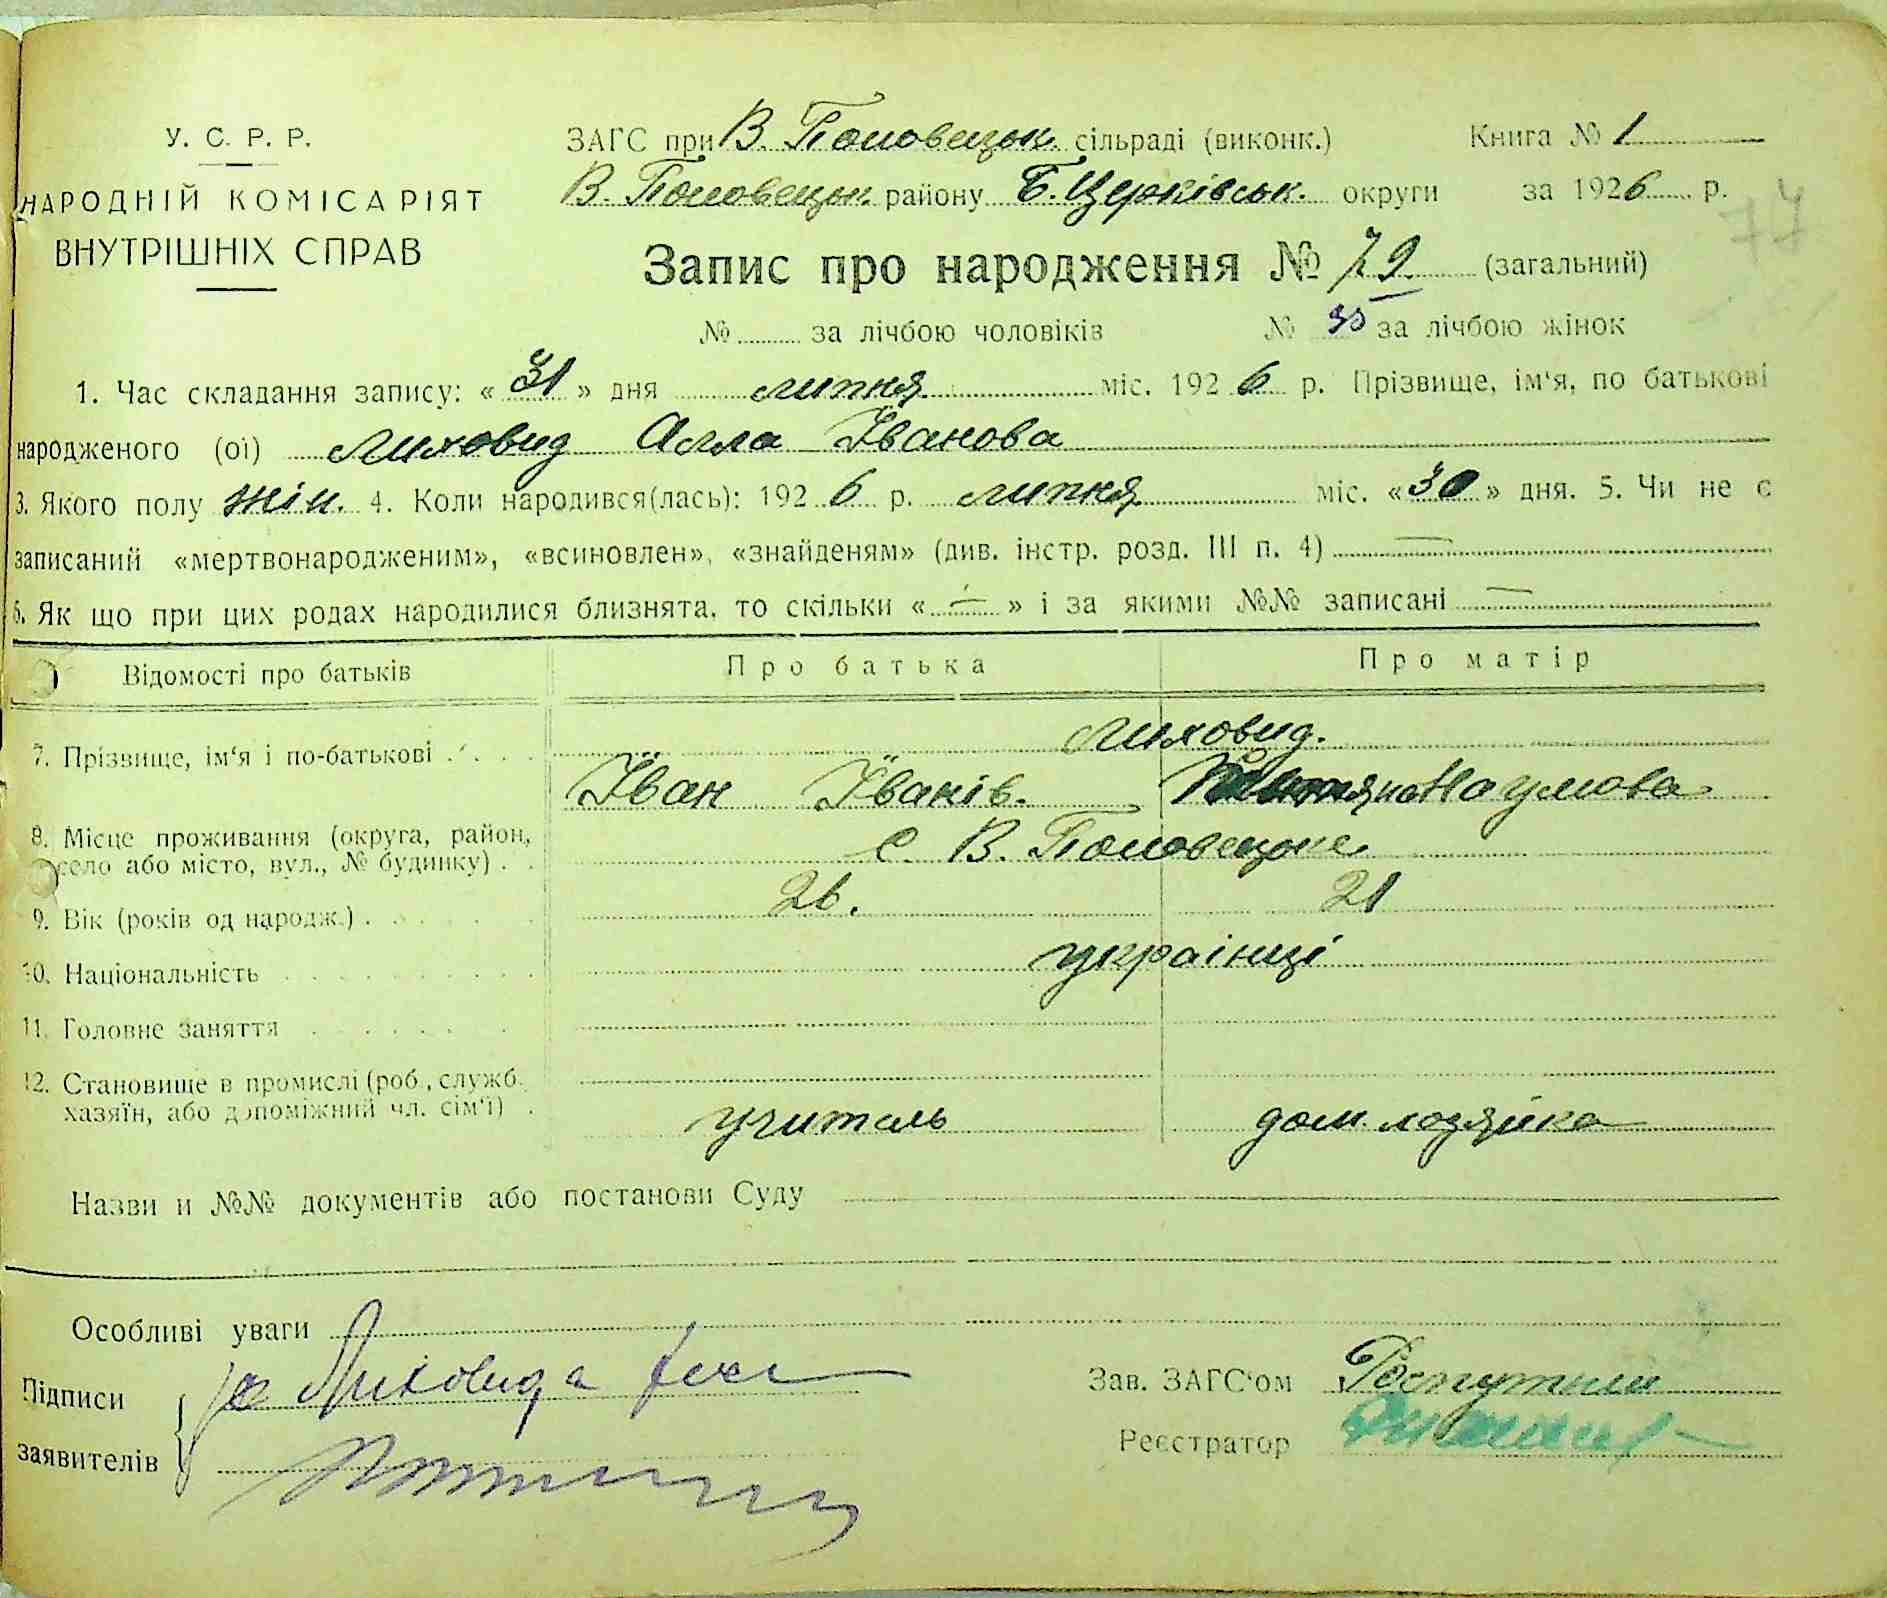 У. С. Р. Р.
НАРОДНІЙ КОМІСАРІЯТ
ВНУТРІШНІХ СПРАВ
ЗАГС при В. Половецьк. сільраді (виконк.) Книга № 1
В. Половецьк. району Б. Церківськ. округи за 1926 р.
77
Запис про народження № 79 (загальний)
№ за лічбою чоловіків № 35 за лічбою жінок
1. Час складання запису: « 31 » дня липня міс. 1926 р. Прізвище, ім'я, по батькові
народженого (ої) Лиховид Алла Іванова
3. Якого полу жін. 4. Коли народився(лась): 1926 р. липня міс. « 30 » дня. 5. Чи не є
записаний «мертвонародженим», «всиновлен», «знайденям» (див. інстр. розд. III п. 4) —
6. Як що при цих родах народилися близнята, то скільки « — » і за якими №№ записані —
Відомості про батьків Про батька Про матір
7. Прізвище, ім'я і по-батькові Лиховид.
Іван Іванів. Наумова
8. Місце проживання (округа, район,
село або місто, вул., № будинку) с. В. Половецьке
9. Вік (років од народж.) 26. 21
10. Національність українці
11. Головне заняття
12. Становище в промислі (роб., служб.
хазяїн, або допоміжний чл. сім'ї) учитель дом. хозяйка
Назви и №№ документів або постанови Суду
Особливі уваги
Підписи Лиховид
заявителів
Зав. ЗАГС'ом Распутній
Реєстратор